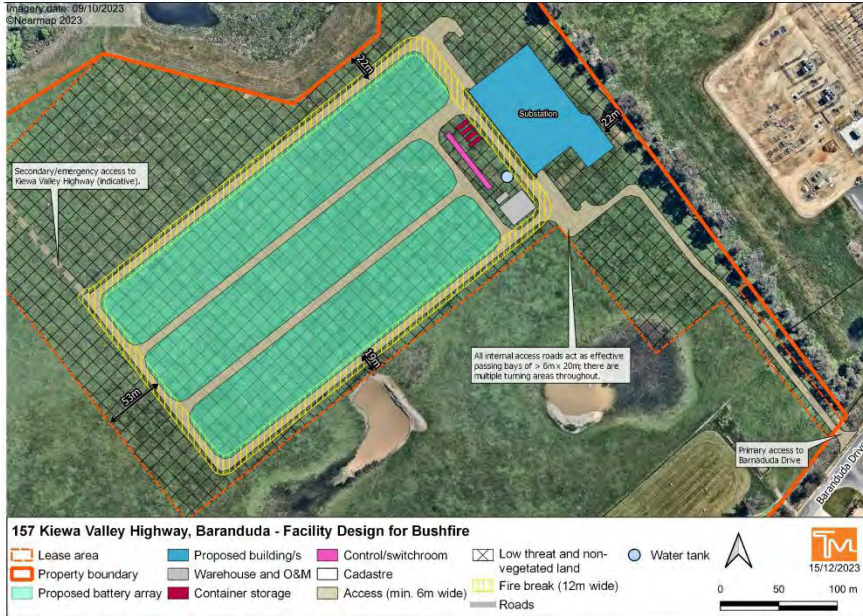 Imagery date: 09/10/2023
©Nearmap 2023
22m
Substation
22m
Secondary/emergency access to
Kiewa Valley Highway (indicative).
All internal access roads act as effective
passing bays of > 6m x 20m; there are
multiple turning areas throughout.
19m
53m
Primary access to
Barnaduda Drive
Baranduda Drive
157 Kiewa Valley Highway, Baranduda - Facility Design for Bushfire
Lease area
Property boundary
Proposed battery array
Proposed building/s
Warehouse and O&M
Container storage
Control/switchroom
Cadastre
Access (min. 6m wide)
Low threat and non-
vegetated land
Fire break (12m wide)
Roads
Water tank
TM
15/12/2023
0 50 100 m